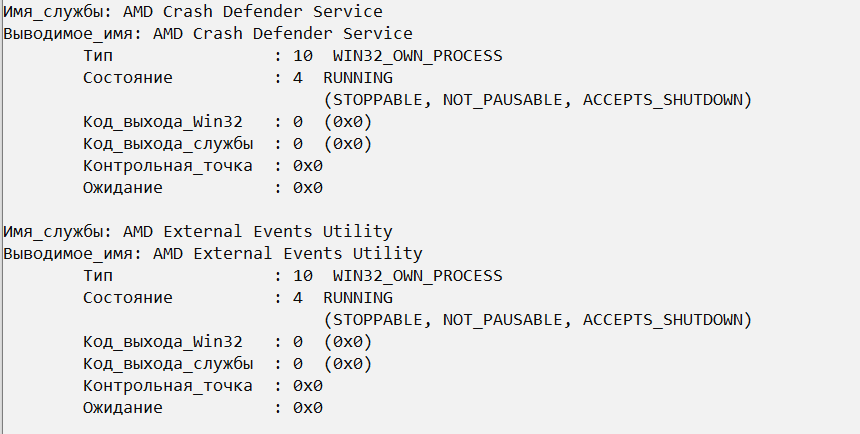 Имя_службы: AMD Crash Defender Service
Выводимое_имя: AMD Crash Defender Service
Тип : 10 WIN32_OWN_PROCESS
Состояние : 4 RUNNING
(STOPPABLE, NOT_PAUSABLE, ACCEPTS_SHUTDOWN)
Код_выхода_Win32 : 0 (0x0)
Код_выхода_службы : 0 (0x0)
Контрольная_точка : 0x0
Ожидание : 0x0
Имя_службы: AMD External Events Utility
Выводимое_имя: AMD External Events Utility
Тип : 10 WIN32_OWN_PROCESS
Состояние : 4 RUNNING
(STOPPABLE, NOT_PAUSABLE, ACCEPTS_SHUTDOWN)
Код_выхода_Win32 : 0 (0x0)
Код_выхода_службы : 0 (0x0)
Контрольная_точка : 0x0
Ожидание : 0x0